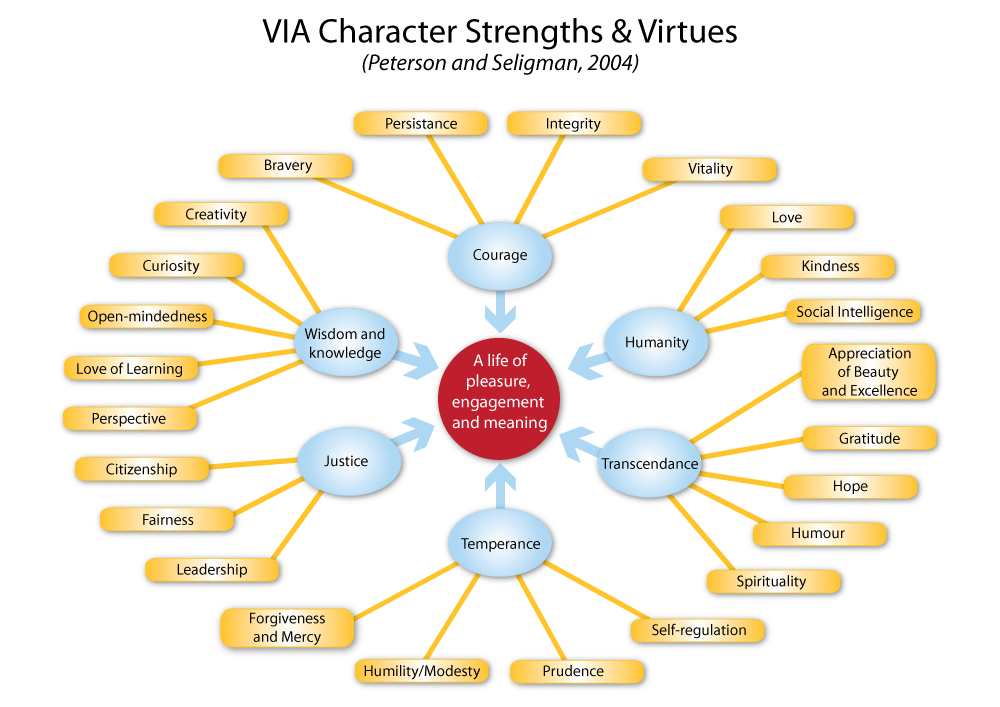 VIA Character Strengths & Virtues
(Peterson and Seligman, 2004)
Persistance
Integrity
Bravery
Vitality
Creativity
Love
Curiosity
Kindness
Open-mindedness
Social Intelligence
Love of Learning
Appreciation
of Beauty
and Excellence
Perspective
Gratitude
Citizenship
Hope
Fairness
Humour
Leadership
Spirituality
Forgiveness
and Mercy
Self-regulation
Humility/Modesty
Prudence
Courage
Wisdom and
knowledge
Humanity
Justice
Transcendance
Temperance
A life of
pleasure,
engagement
and meaning